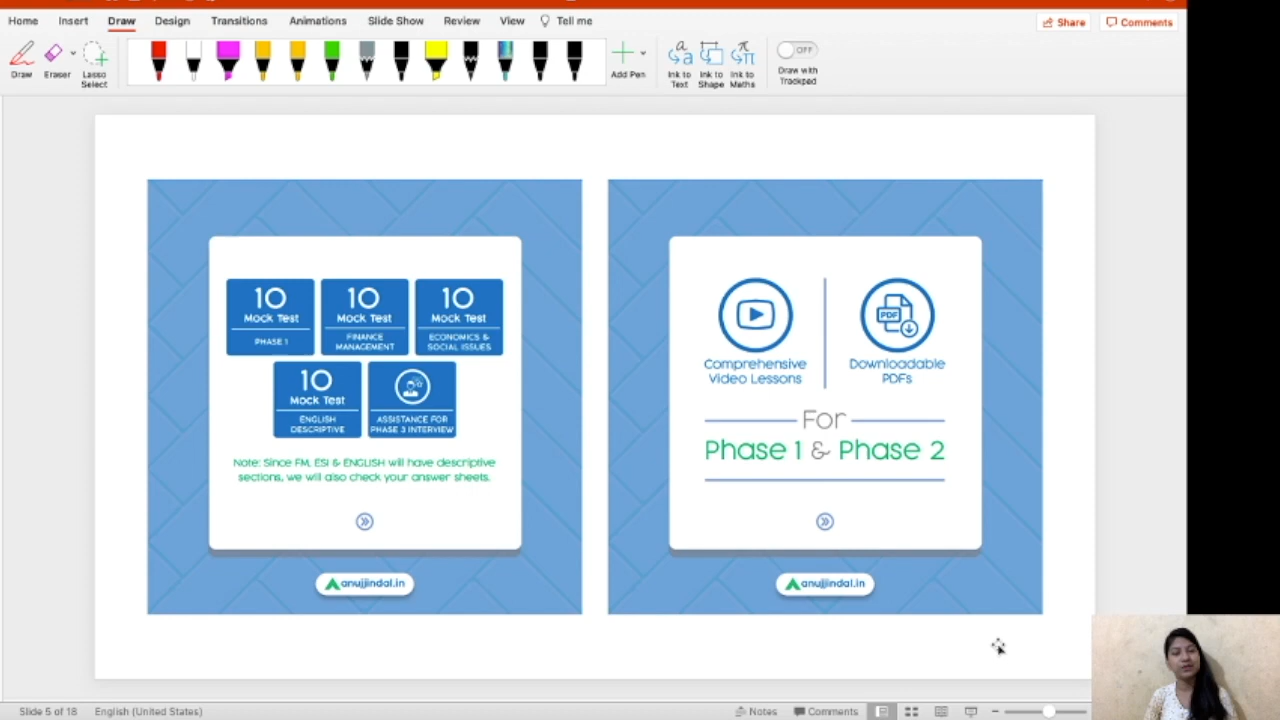 Home Insert Draw Design Transitions Animations Slide Show Review View Tell me
Share Comments
Draw Eraser Lasso Select
Add Pen
Ink to Text
Ink to Shape
Ink to Maths
OFF
Draw with Trackpad
10
Mock Test
PHASE 1
10
Mock Test
FINANCE
MANAGEMENT
10
Mock Test
ECONOMICS &
SOCIAL ISSUES
10
Mock Test
ENGLISH
DESCRIPTIVE
ASSISTANCE FOR
PHASE 3 INTERVIEW
Note: Since FM, ESI & ENGLISH will have descriptive
sections, we will also check your answer sheets.
anujjindal.in
PDF
Comprehensive
Video Lessons
Downloadable
PDFs
For
Phase 1 & Phase 2
anujjindal.in
Slide 5 of 18 English (United States) Notes Comments